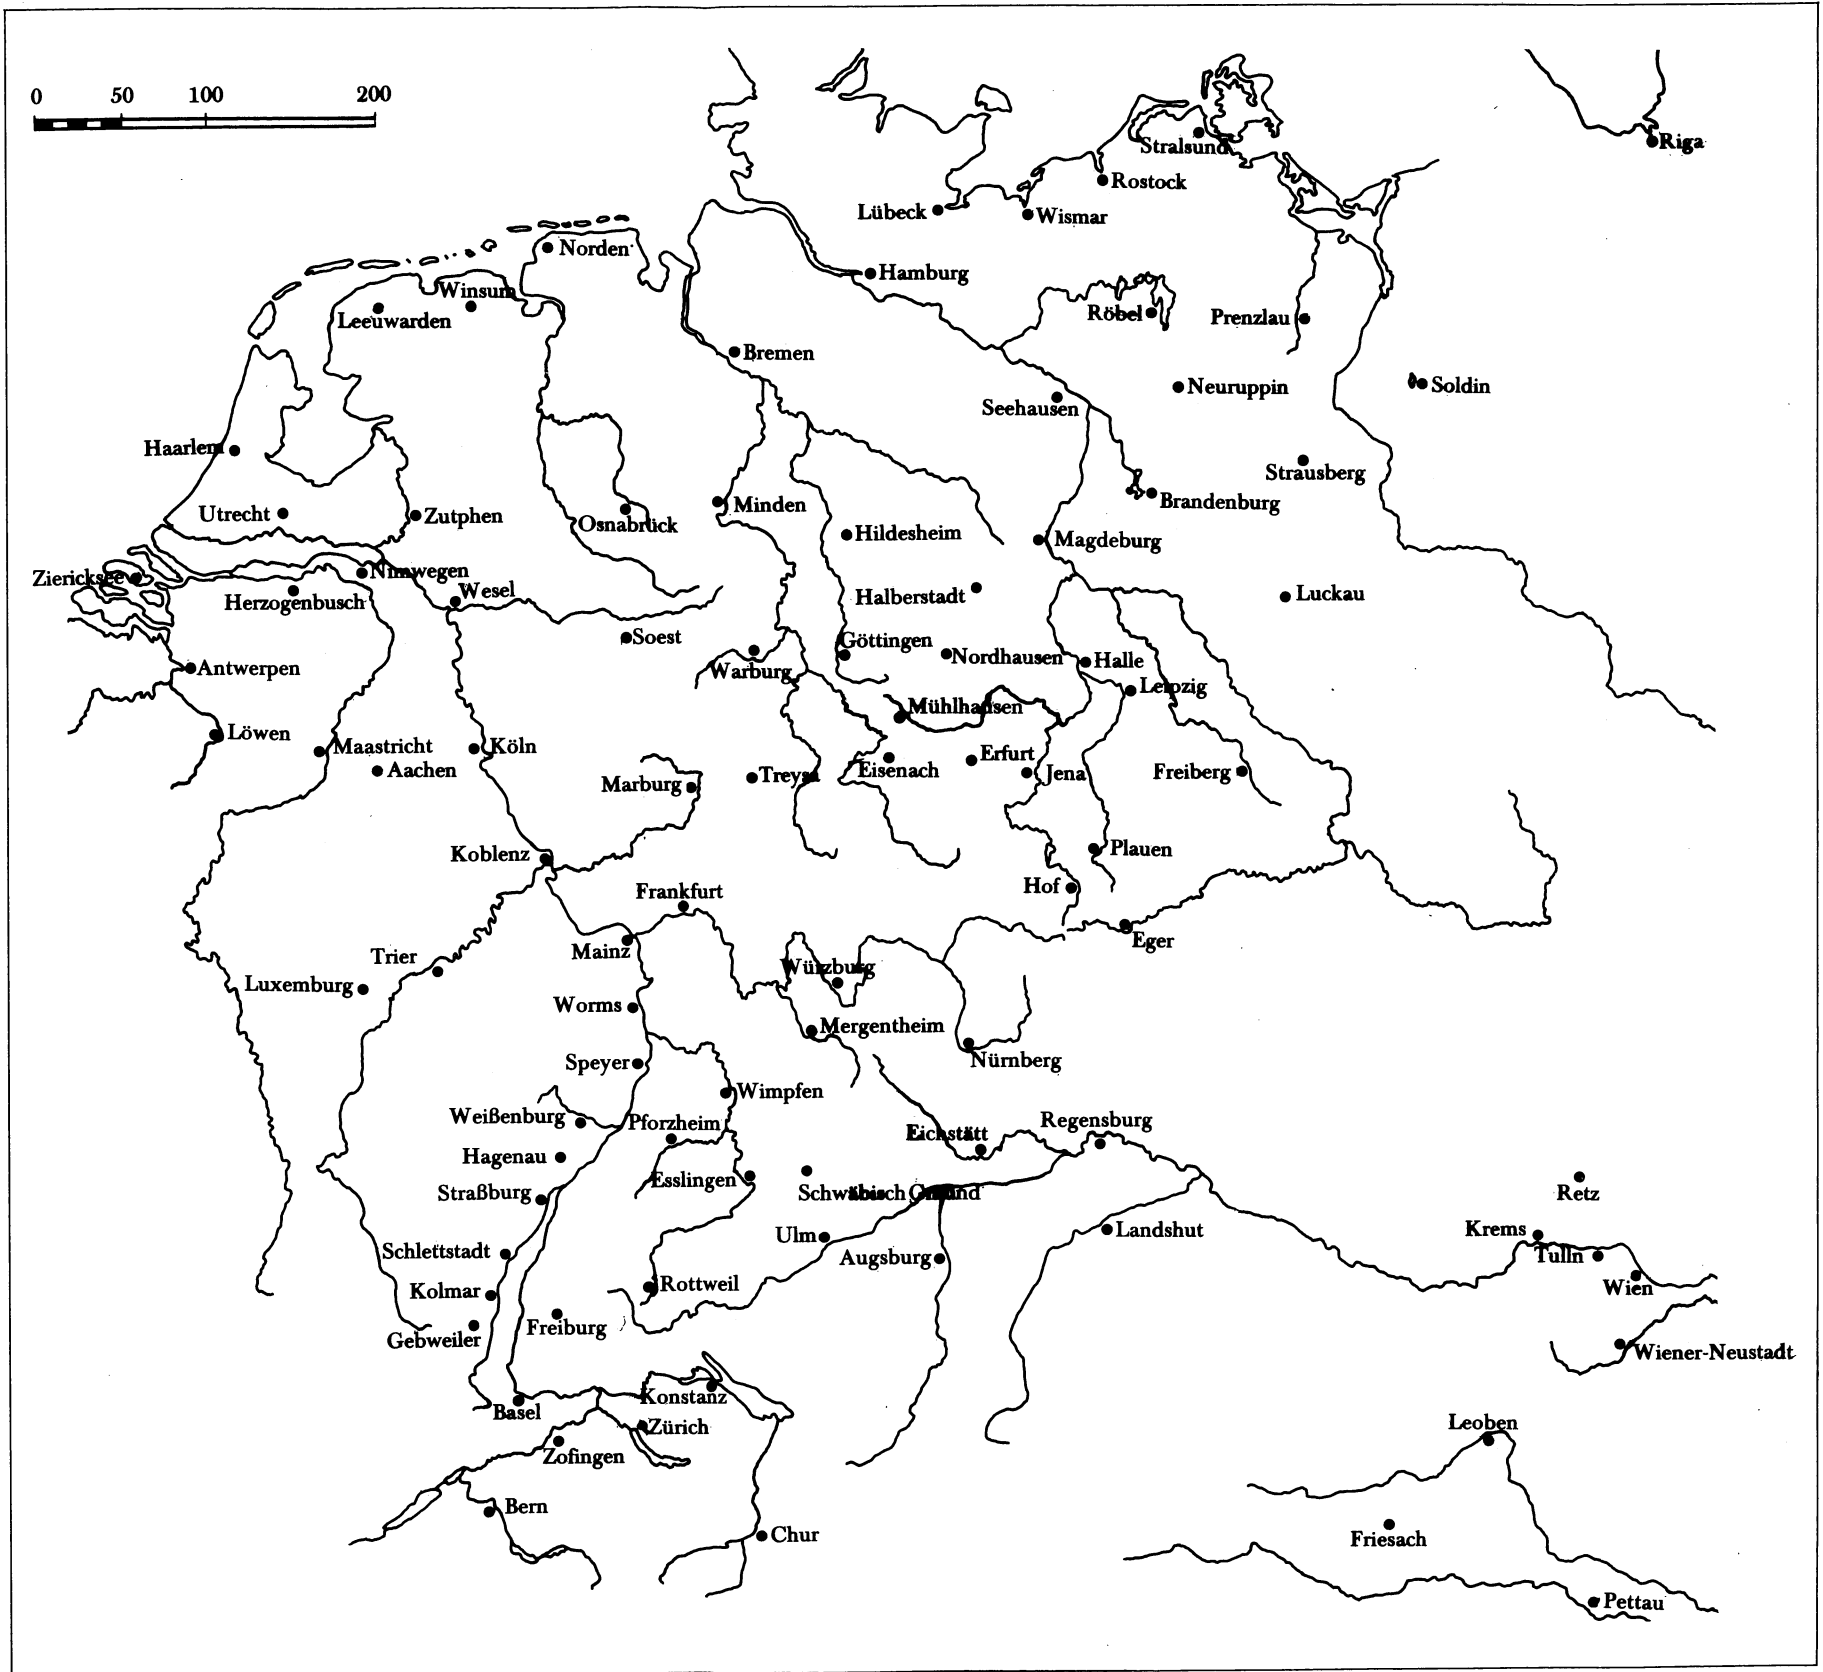 0 50 100 200
Riga
Stralsund
Rostock
Lübeck
Wismar
Norden
Hamburg
Winsum
Leeuwarden
Röbel
Prenzlau
Bremen
Neuruppin
Soldin
Seehausen
Haarlem
Strausberg
Brandenburg
Minden
Utrecht
Zutphen
Osnabrück
Hildesheim
Magdeburg
Ziericksee
Nimwegen
Wesel
Herzogenbusch
Halberstadt
Luckau
Soest
Göttingen
Nordhausen
Halle
Antwerpen
Warburg
Leipzig
Mühlhausen
Löwen
Maastricht
Köln
Aachen
Erfurt
Eisenach
Jena
Freiberg
Treysa
Marburg
Koblenz
Plauen
Hof
Frankfurt
Mainz
Eger
Trier
Würzburg
Luxemburg
Worms
Mergentheim
Nürnberg
Speyer
Wimpfen
Weißenburg
Pforzheim
Regensburg
Eichstätt
Hagenau
Esslingen
Straßburg
Schwäbisch Gmünd
Retz
Ulm
Landshut
Krems
Schlettstadt
Augsburg
Tulln
Kolmar
Rottweil
Wien
Freiburg
Gebweiler
Wiener-Neustadt
Konstanz
Basel
Zürich
Leoben
Zofingen
Bern
Chur
Friesach
Pettau